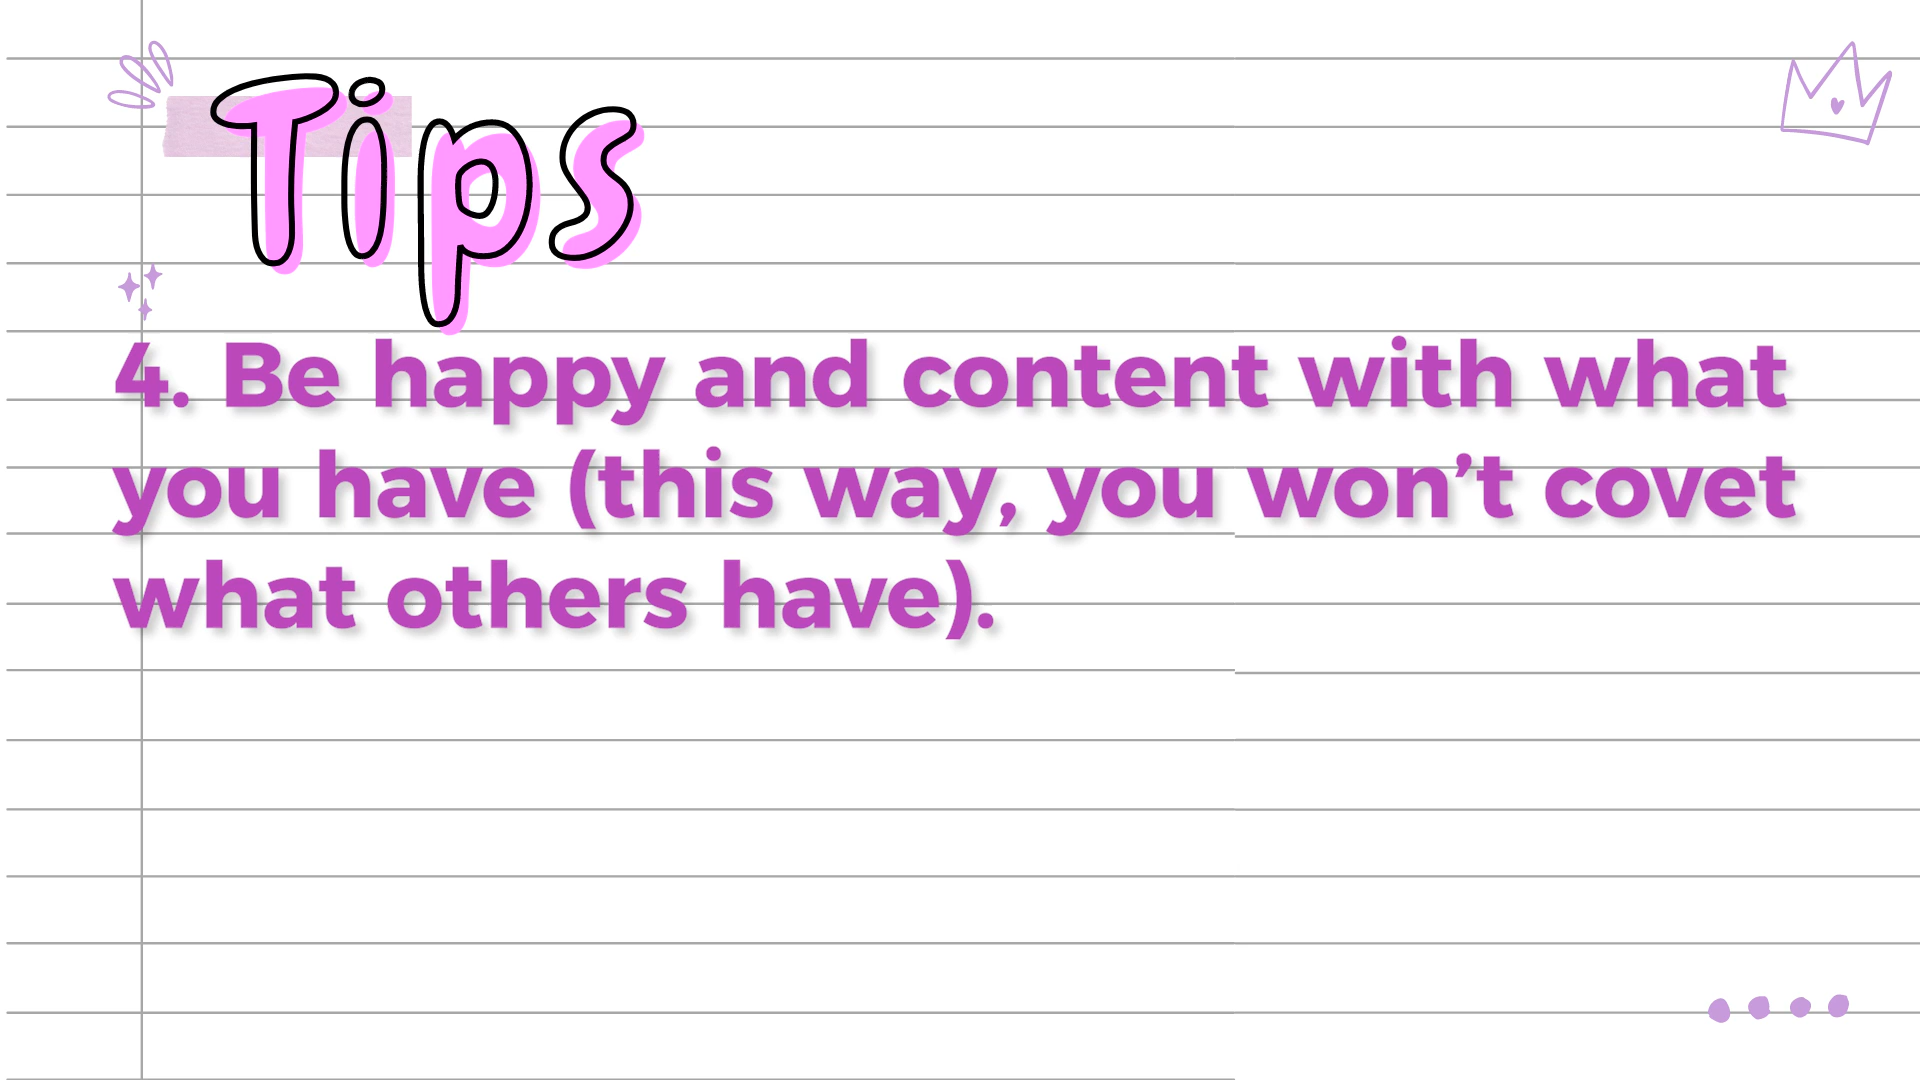 Tips
4. Be happy and content with what
you have (this way, you won’t covet
what others have).